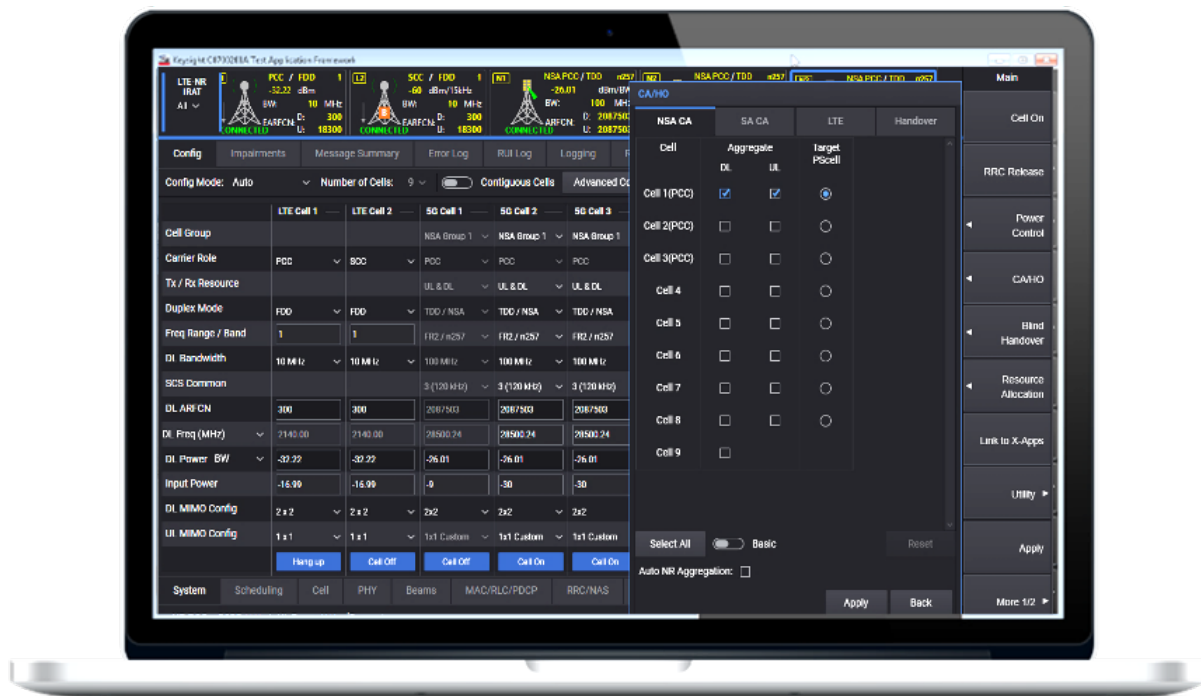 Keysight C8700201A Test Application Framework
LTE-NR IRAT All
L2
N1
N2
PCC / FDD 1
-32.22 dBm
BW: 10 MHz
EARFCN: D: 300
U: 18300
CONNECTED
SCC / FDD 1
-60 dBm/15kHz
BW: 10 MHz
EARFCN: D: 300
U: 18300
CONNECTED
NSA PCC / TDD n257
-26.01 dBm/BW
BW: 100 MHz
ARFCN: D: 2087503
U: 2087503
CONNECTED
NSA PCC / TDD n257
NSA PCC / TDD n257
Config Impairments Message Summary Error Log RUI Log Logging
Config Mode: Auto Number of Cells: 9 Contiguous Cells Advanced Co
LTE Cell 1 LTE Cell 2 5G Cell 1 5G Cell 2 5G Cell 3
Cell Group NSA Group 1 NSA Group 1 NSA Group 1
Carrier Role PCC SCC PCC PCC PCC
Tx / Rx Resource UL & DL UL & DL UL & DL
Duplex Mode FDD FDD TDD / NSA TDD / NSA TDD / NSA
Freq Range / Band 1 1 FR2 / n257 FR2 / n257 FR2 / n257
DL Bandwidth 10 MHz 10 MHz 100 MHz 100 MHz 100 MHz
SCS Common 3 (120 kHz) 3 (120 kHz) 3 (120 kHz)
DL ARFCN 300 300 2087503 2087503 2087503
DL Freq (MHz) 2140.00 2140.00 28500.24 28500.24 28500.24
DL Power BW -32.22 -32.22 -26.01 -26.01 -26.01
Input Power -16.99 -16.99 -9 -30 -30
DL MIMO Config 2x2 2x2 2x2 2x2 2x2
UL MIMO Config 1x1 1x1 1x1 Custom 1x1 Custom 1x1 Custom
Hang up Cell Off Cell Off Cell On Cell On
System Scheduling Cell PHY Beams MAC/RLC/PDCP RRC/NAS
CA/HO
NSA CA SA CA LTE Handover
Cell Aggregate Target PScell
DL UL
Cell 1(PCC)
Cell 2(PCC)
Cell 3(PCC)
Cell 4
Cell 5
Cell 6
Cell 7
Cell 8
Cell 9
Select All Basic Reset
Auto NR Aggregation:
Apply Back
Main
Cell On
RRC Release
Power Control
CA/HO
Blind Handover
Resource Allocation
Link to X-Apps
Utility
Apply
More 1/2